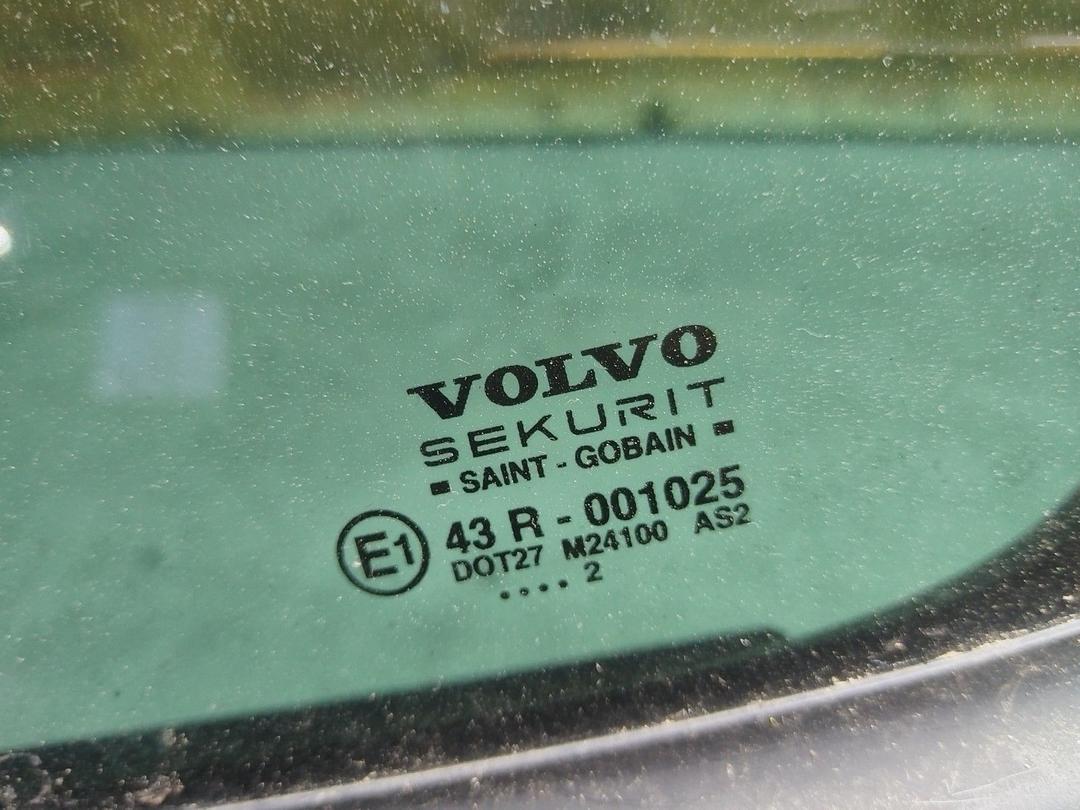 VOLVO
SEKURIT
SAINT - GOBAIN
E1 43 R - 001025
DOT27 M24100 AS2
.... 2